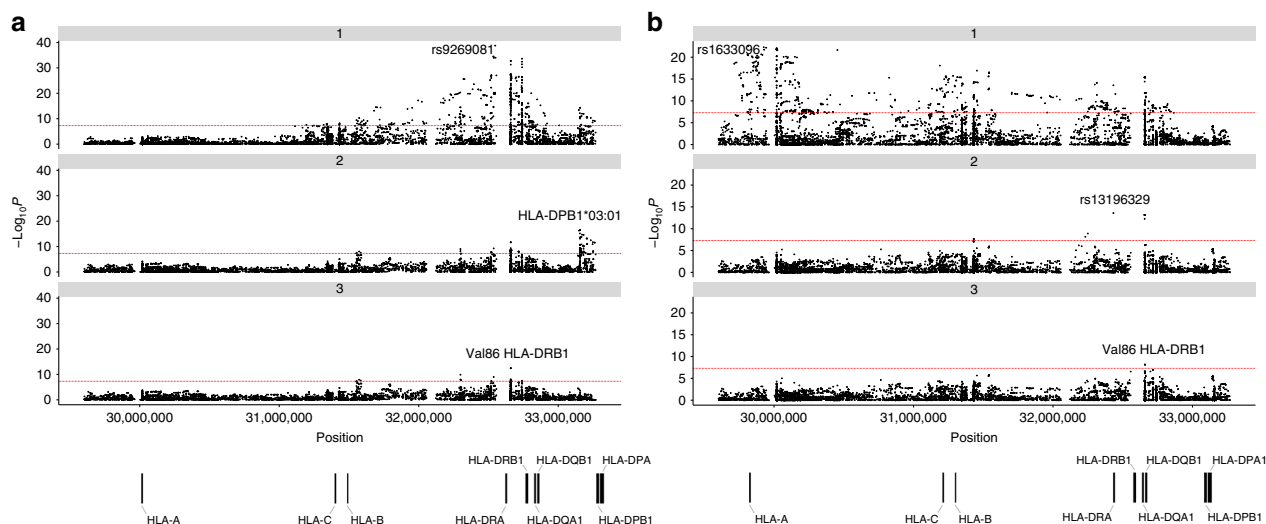 a
b
1
1
40
30
20
10
0
rs9269081
20
15
10
5
0
rs1633096
2
2
40
30
20
10
0
HLA-DPB1*03:01
20
15
10
5
0
rs13196329
−Log10P
−Log10P
3
3
40
30
20
10
0
Val86 HLA-DRB1
20
15
10
5
0
Val86 HLA-DRB1
30,000,000 31,000,000 32,000,000 33,000,000
Position
30,000,000 31,000,000 32,000,000 33,000,000
Position
HLA-DRB1 HLA-DQB1 HLA-DPA
HLA-A HLA-C HLA-B HLA-DRA HLA-DQA1 HLA-DPB1
HLA-DRB1 HLA-DQB1 HLA-DPA1
HLA-A HLA-C HLA-B HLA-DRA HLA-DQA1 HLA-DPB1